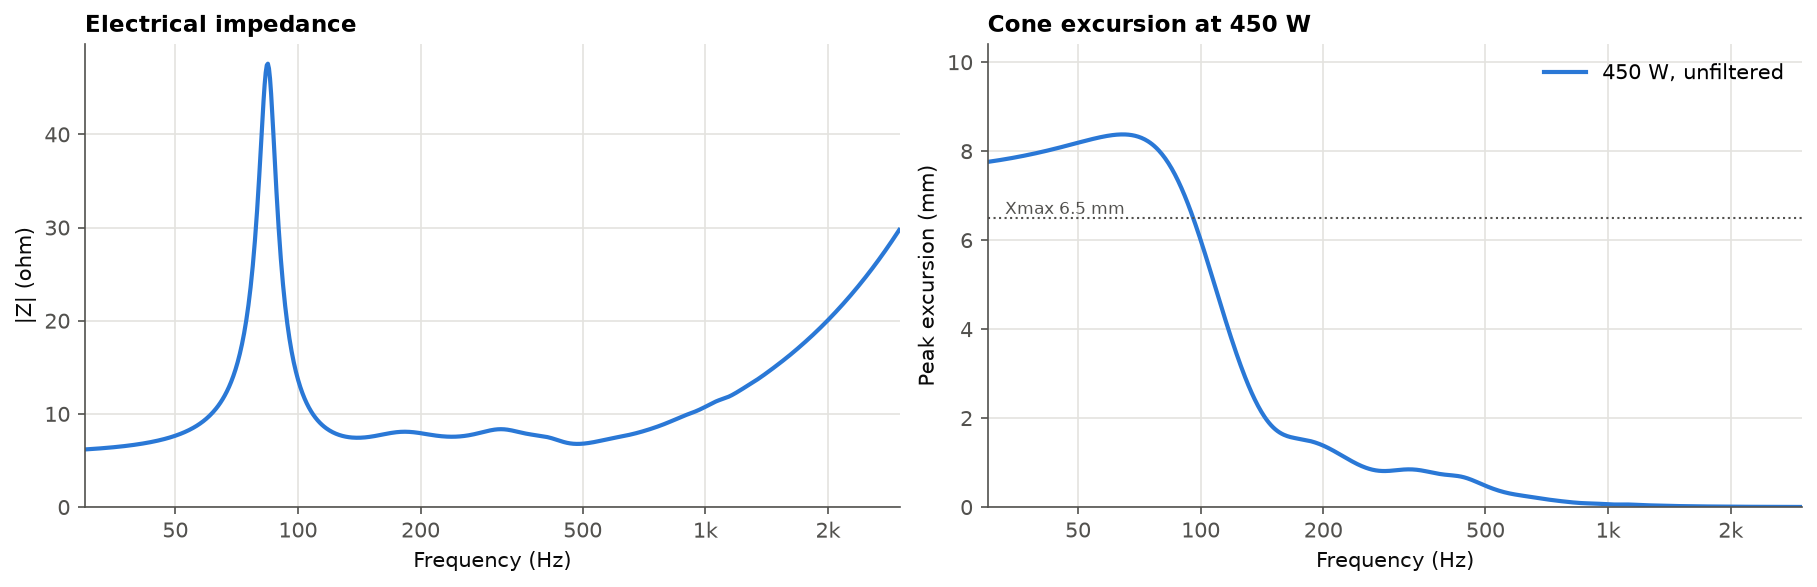 Electrical impedance
|Z| (ohm)
40
30
20
10
0
50 100 200 500 1k 2k
Frequency (Hz)
Cone excursion at 450 W
450 W, unfiltered
Xmax 6.5 mm
Peak excursion (mm)
10
8
6
4
2
0
50 100 200 500 1k 2k
Frequency (Hz)